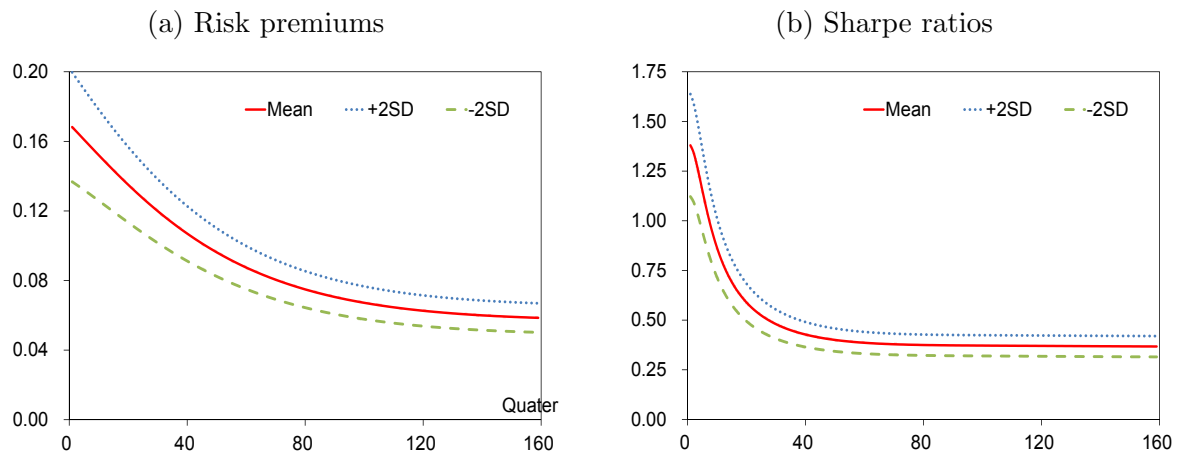 (a) Risk premiums
0.20
Mean +2SD -2SD
0.16
0.12
0.08
0.04
Quater
0.00
0 40 80 120 160
(b) Sharpe ratios
1.75
Mean +2SD -2SD
1.50
1.25
1.00
0.75
0.50
0.25
0.00
0 40 80 120 160